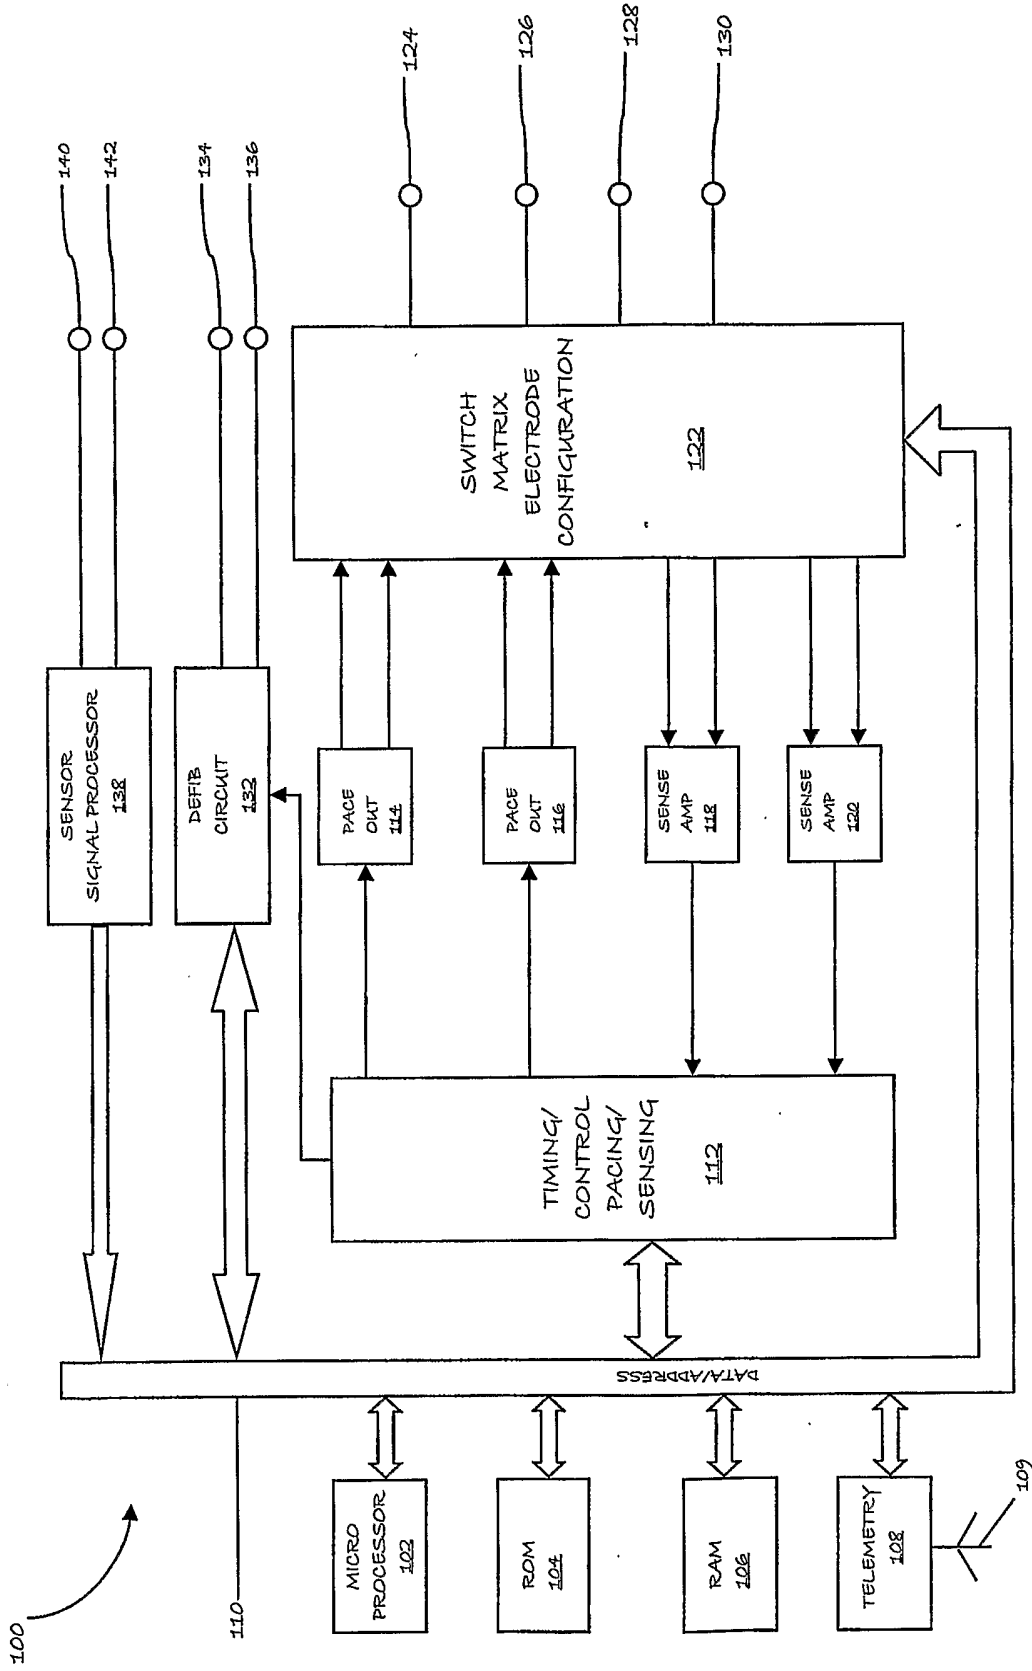 100
110
MICRO
PROCESSOR
102
ROM
104
RAM
106
TELEMETRY
108
109
DATA/ADDRESS
TIMING/
CONTROL
PACING/
SENSING
112
SENSOR
SIGNAL PROCESSOR
138
DEFIB
CIRCUIT
132
PACE
OUT
114
PACE
OUT
116
SENSE
AMP
118
SENSE
AMP
120
SWITCH
MATRIX
ELECTRODE
CONFIGURATION
122
140
142
134
136
124
126
128
130